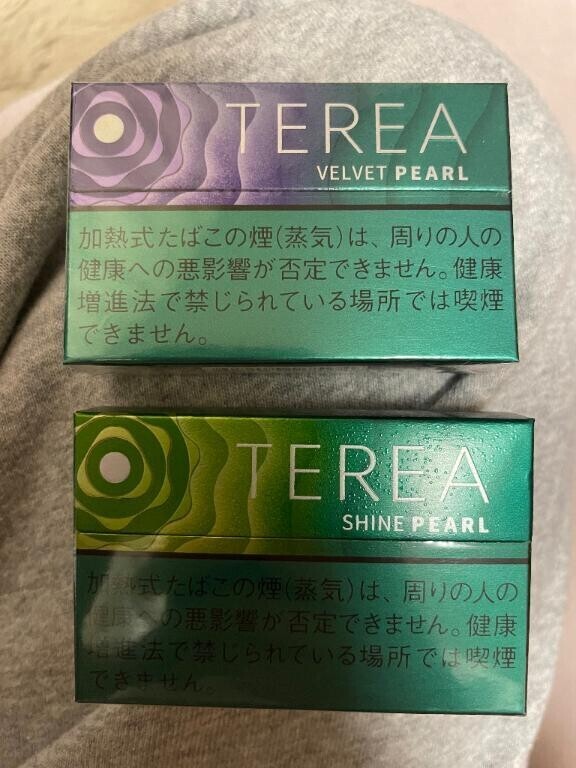 TEREA
VELVET PEARL
加熱式たばこの煙(蒸気)は、周りの人の
健康への悪影響が否定できません。健康
増進法で禁じられている場所では喫煙
できません。
TEREA
SHINE PEARL
加熱式たばこの煙(蒸気)は、周りの人の
健康への悪影響が否定できません。健康
増進法で禁じられている場所では喫煙
できません。